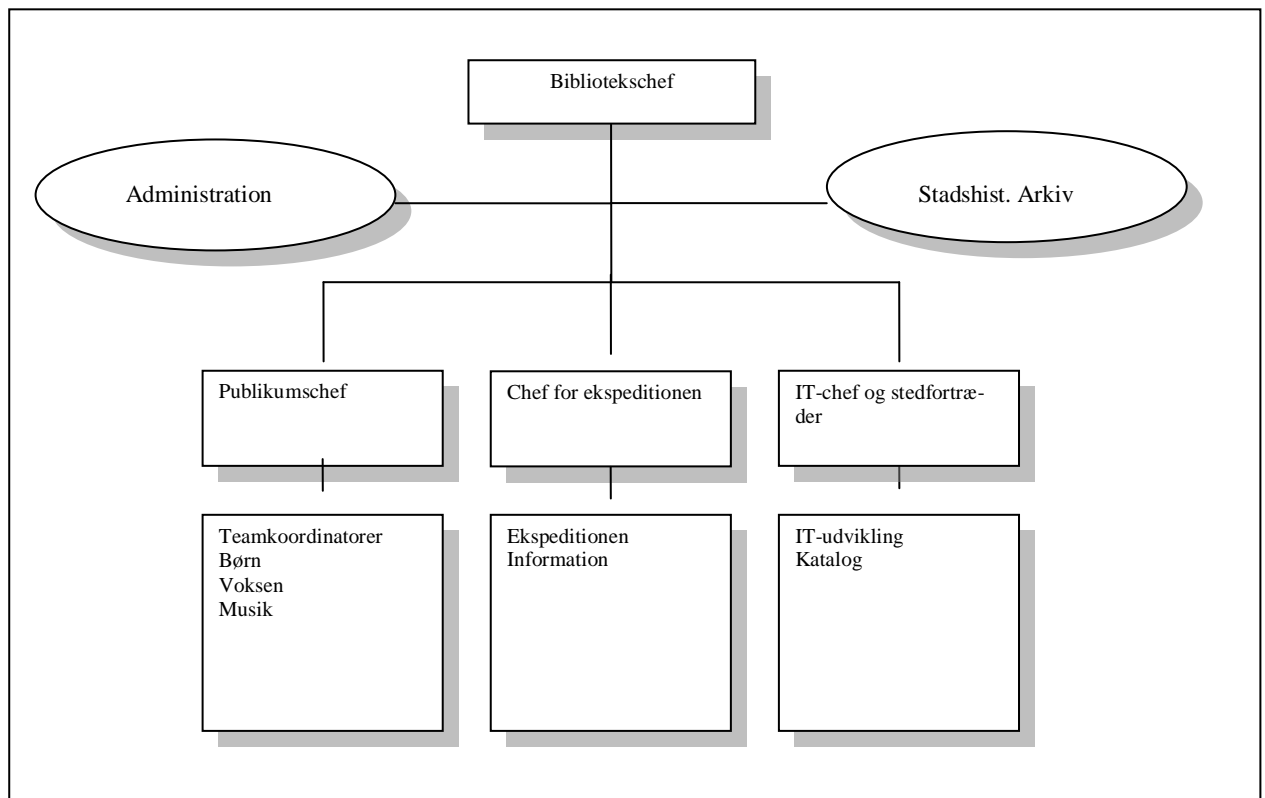 Bibliotekschef
Administration
Stadshist. Arkiv
Publikumschef
Chef for ekspeditionen
IT-chef og stedfortræ-
der
Teamkoordinatorer
Børn
Voksen
Musik
Ekspeditionen
Information
IT-udvikling
Katalog